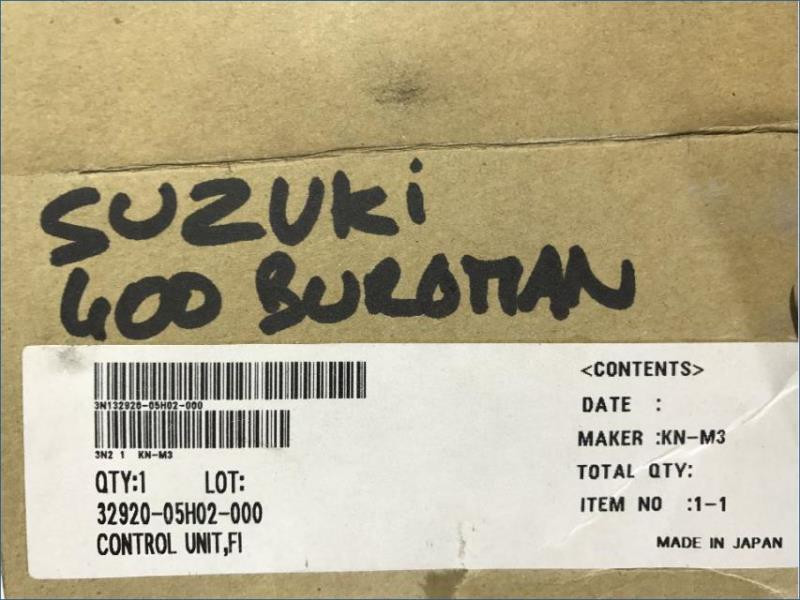 SUZUKi
400 BURGMAN
3N132920-05H02-000
3N2 1 KN-M3
QTY:1 LOT:
32920-05H02-000
CONTROL UNIT,FI
<CONTENTS>
DATE :
MAKER :KN-M3
TOTAL QTY:
ITEM NO :1-1
MADE IN JAPAN